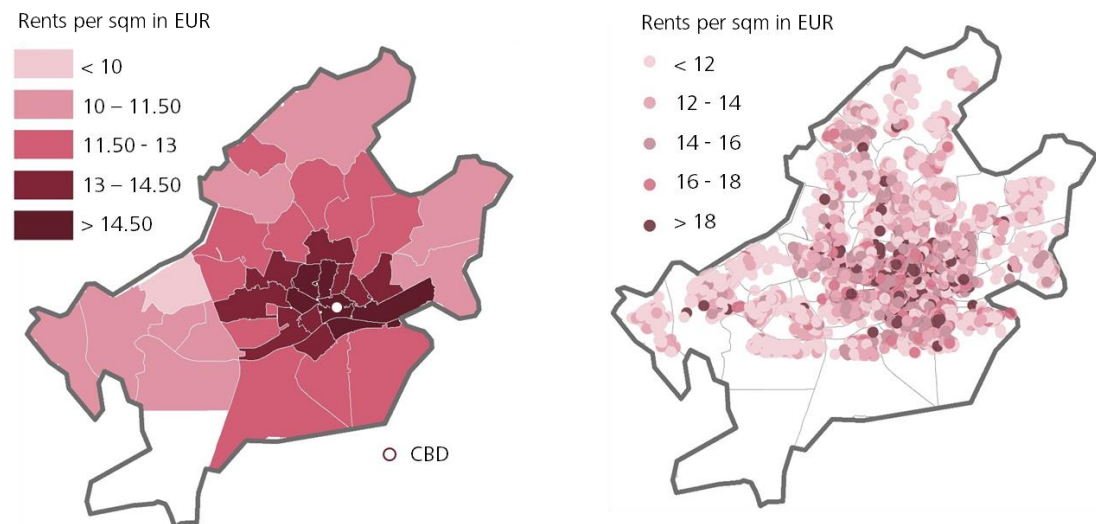 Rents per sqm in EUR
< 10
10 – 11.50
11.50 - 13
13 – 14.50
> 14.50
CBD
Rents per sqm in EUR
< 12
12 - 14
14 - 16
16 - 18
> 18